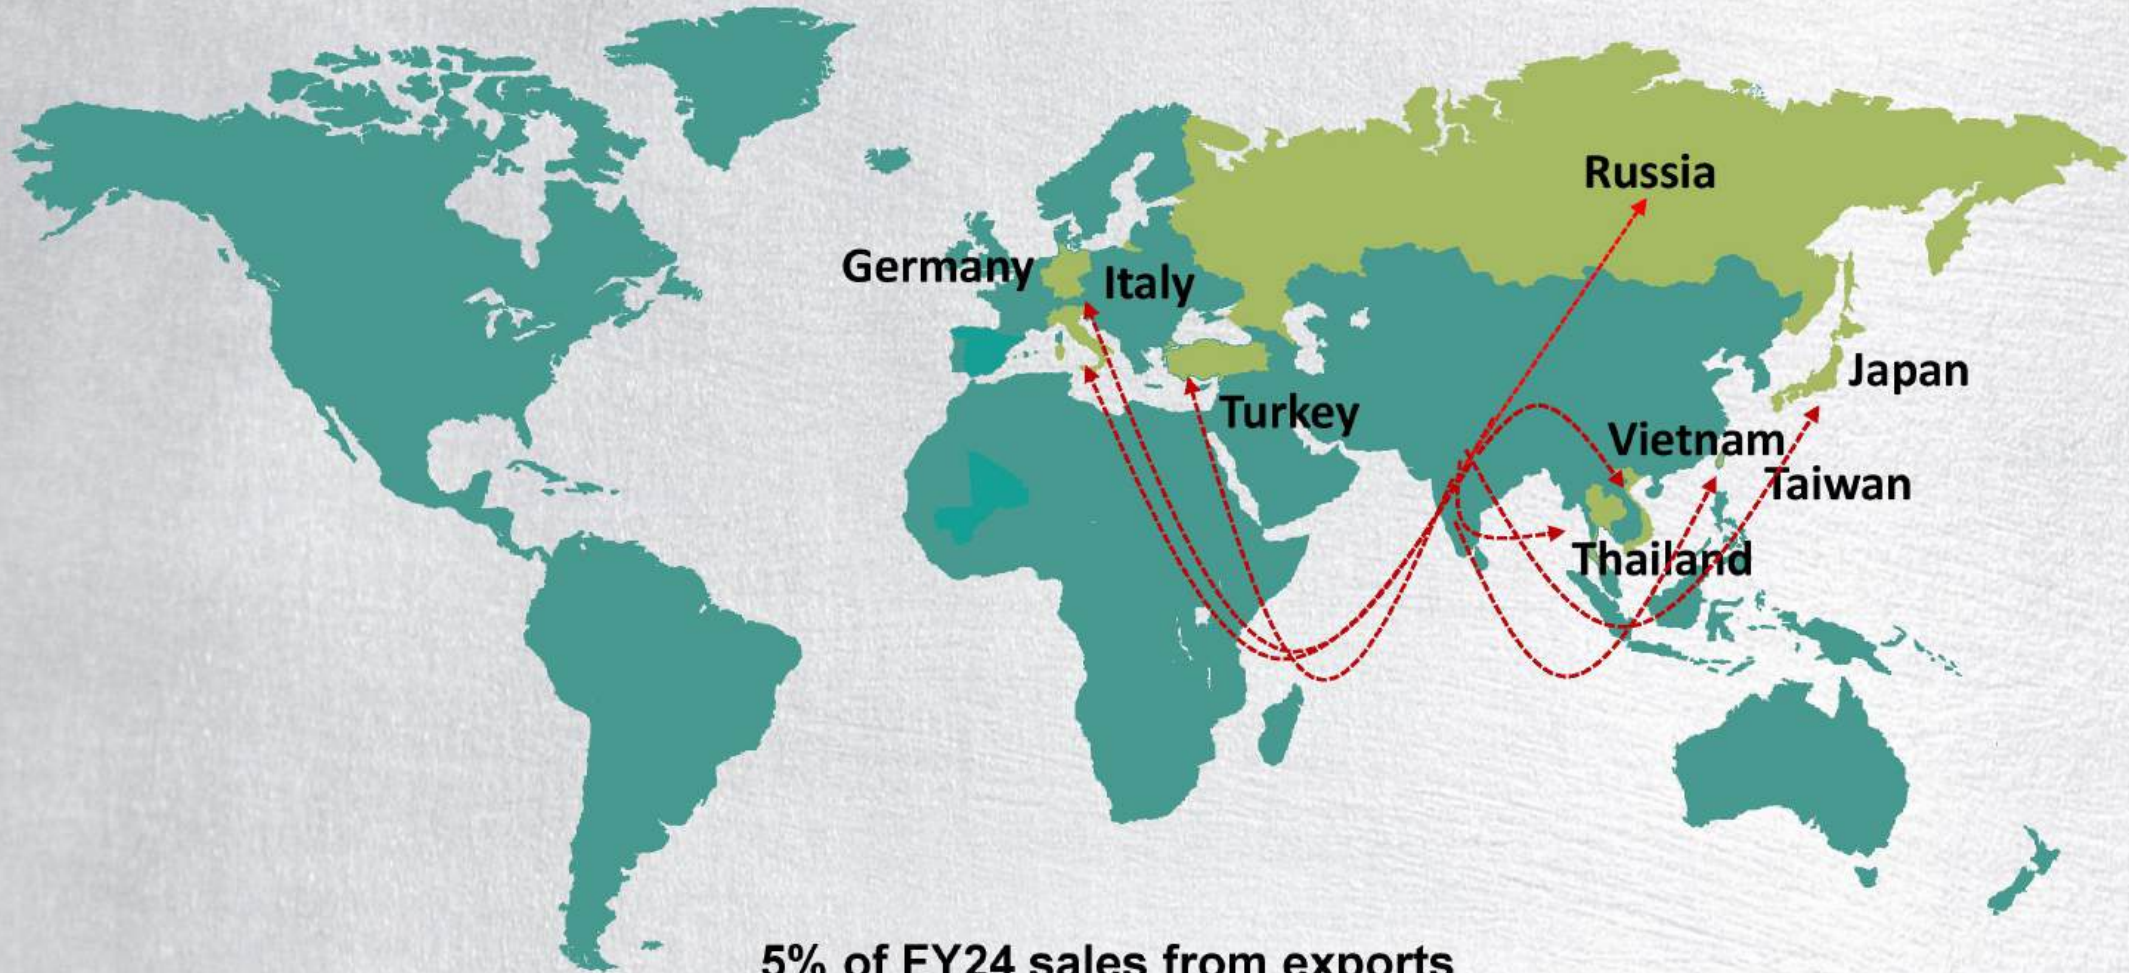 Russia
Germany
Italy
Japan
Turkey
Vietnam
Taiwan
Thailand
5% of FY24 sales from exports